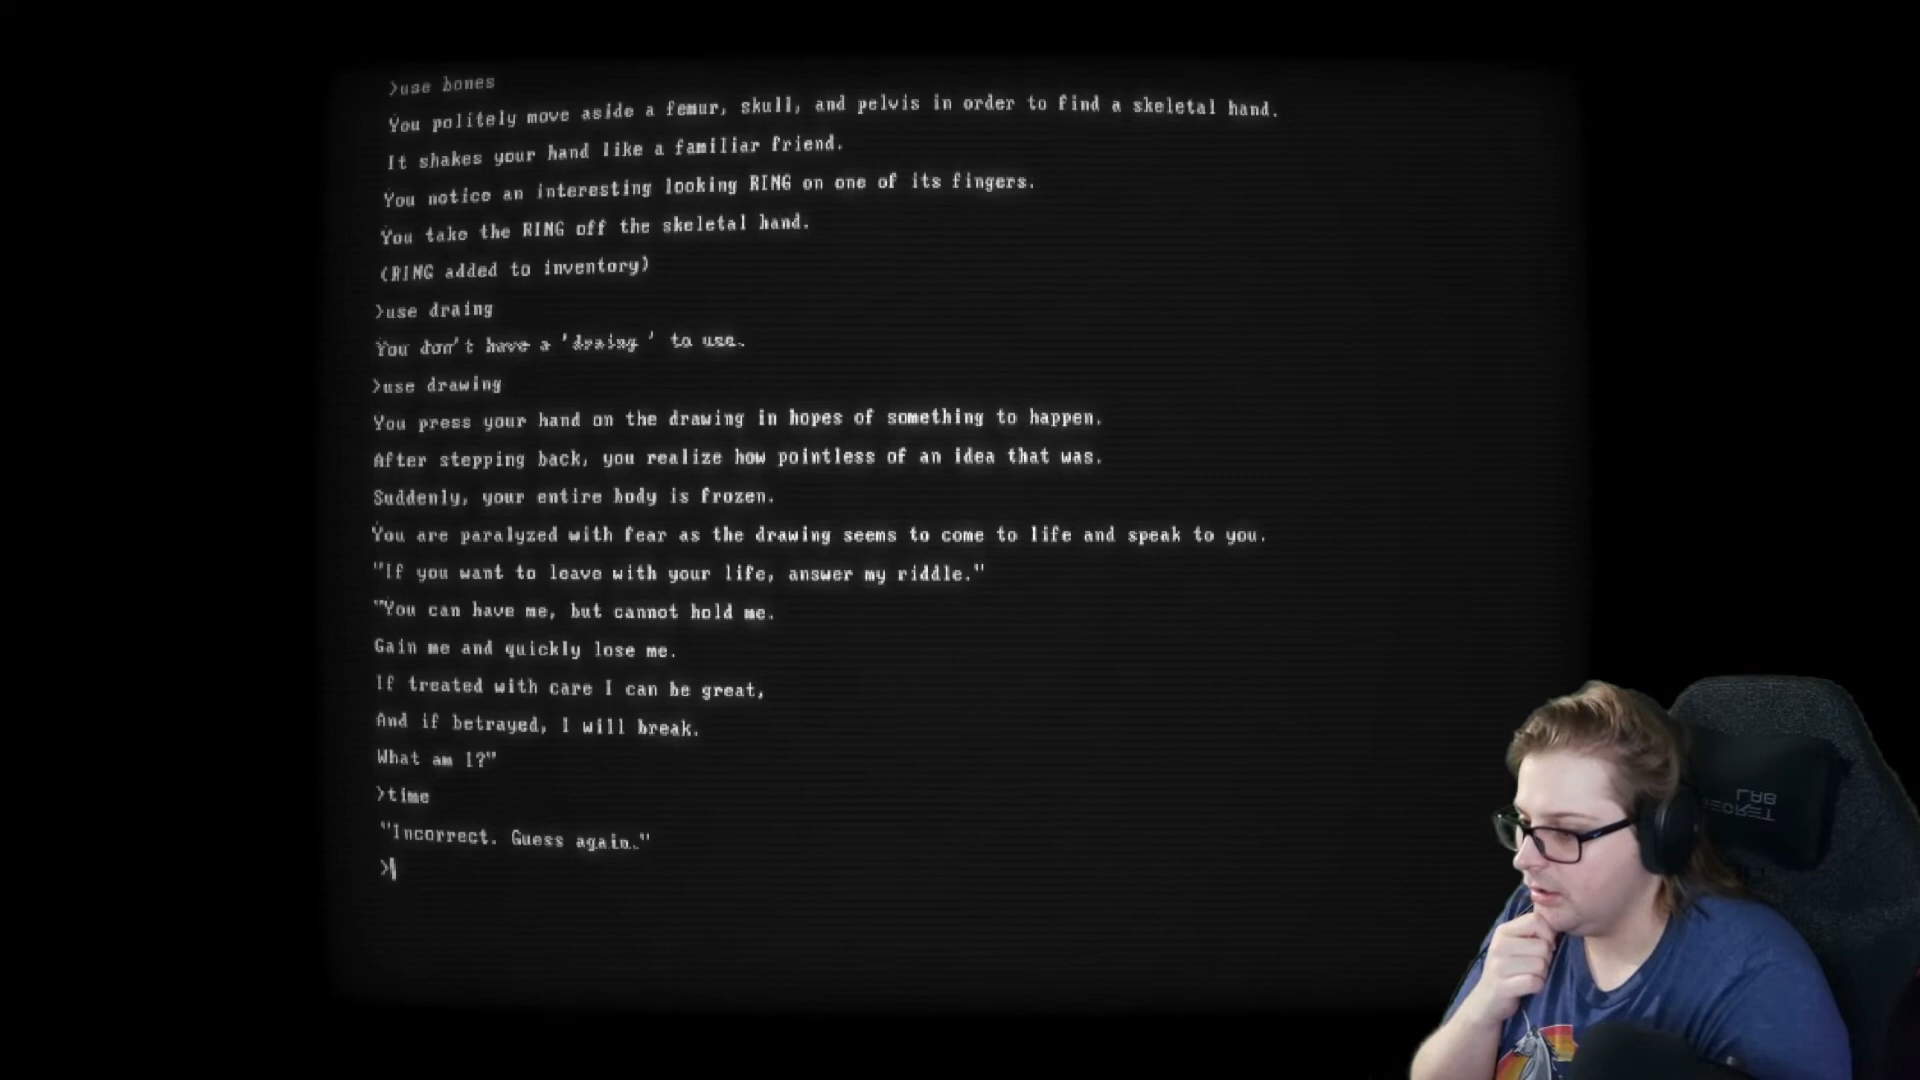 >use bones
You politely move aside a femur, skull, and pelvis in order to find a skeletal hand.
It shakes your hand like a familiar friend.
You notice an interesting looking RING on one of its fingers.
You take the RING off the skeletal hand.
(RING added to inventory)
>use draing
You don't have a 'draing ' to use.
>use drawing
You press your hand on the drawing in hopes of something to happen.
After stepping back, you realize how pointless of an idea that was.
Suddenly, your entire body is frozen.
You are paralyzed with fear as the drawing seems to come to life and speak to you.
"If you want to leave with your life, answer my riddle."
"You can have me, but cannot hold me.
Gain me and quickly lose me.
If treated with care I can be great,
And if betrayed, I will break.
What am I?"
>time
"Incorrect. Guess again."
>
SECRET
LAB